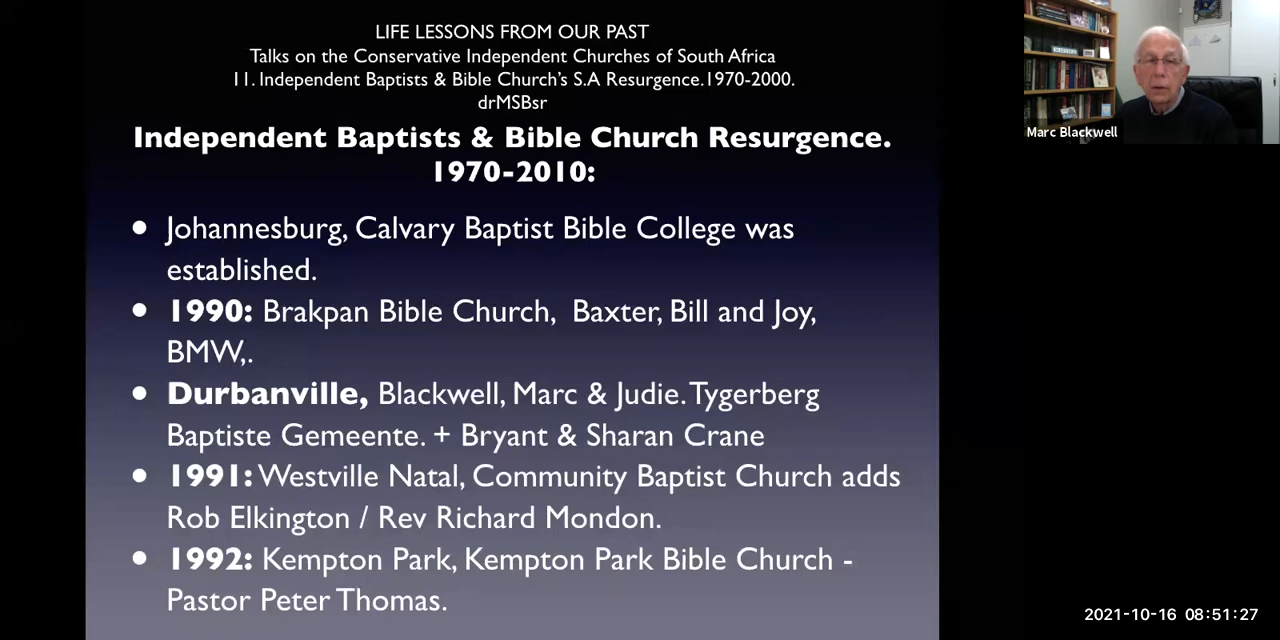 LIFE LESSONS FROM OUR PAST
Talks on the Conservative Independent Churches of South Africa
11. Independent Baptists & Bible Church's S.A Resurgence.1970-2000.
drMSBsr
Independent Baptists & Bible Church Resurgence.
1970-2010:
• Johannesburg, Calvary Baptist Bible College was
established.
• 1990: Brakpan Bible Church, Baxter, Bill and Joy,
BMW,.
• Durbanville, Blackwell, Marc & Judie. Tygerberg
Baptiste Gemeente. + Bryant & Sharan Crane
• 1991: Westville Natal, Community Baptist Church adds
Rob Elkington / Rev Richard Mondon.
• 1992: Kempton Park, Kempton Park Bible Church -
Pastor Peter Thomas.
Marc Blackwell
2021-10-16 08:51:27